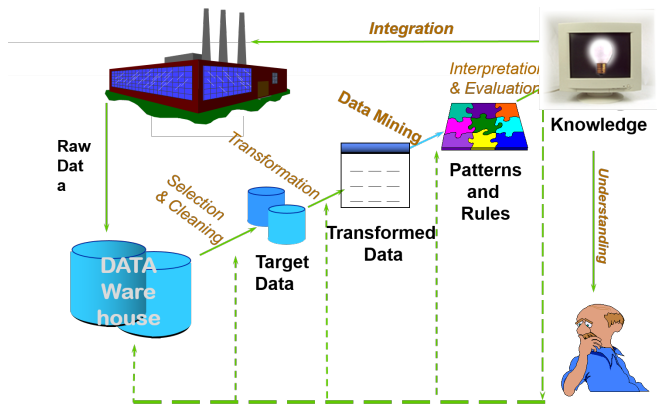 Integration
Interpretation
& Evaluation
Knowledge
Raw
Dat
a
Transformation
Data Mining
Selection
& Cleaning
Patterns
and
Rules
Understanding
Transformed
Data
Target
Data
DATA
Ware
house